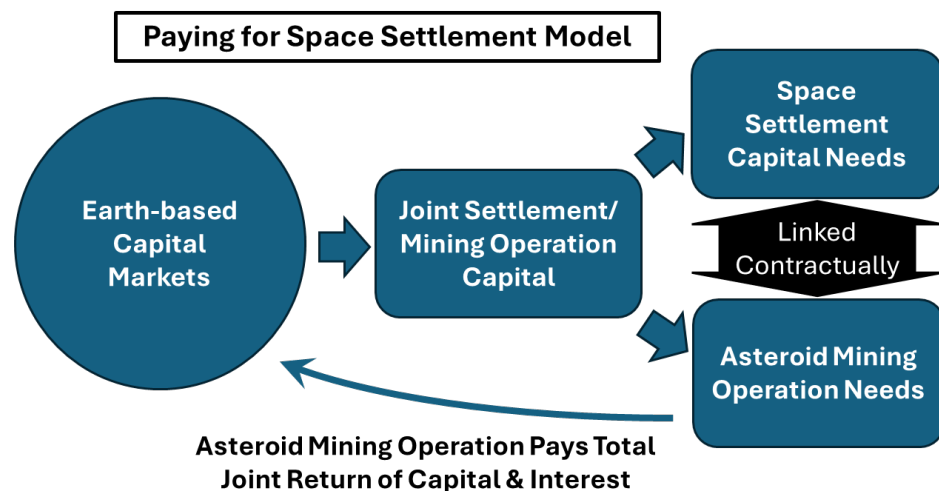 Paying for Space Settlement Model
Earth-based
Capital
Markets
Joint Settlement/
Mining Operation
Capital
Space
Settlement
Capital Needs
Linked
Contractually
Asteroid Mining
Operation Needs
Asteroid Mining Operation Pays Total
Joint Return of Capital & Interest